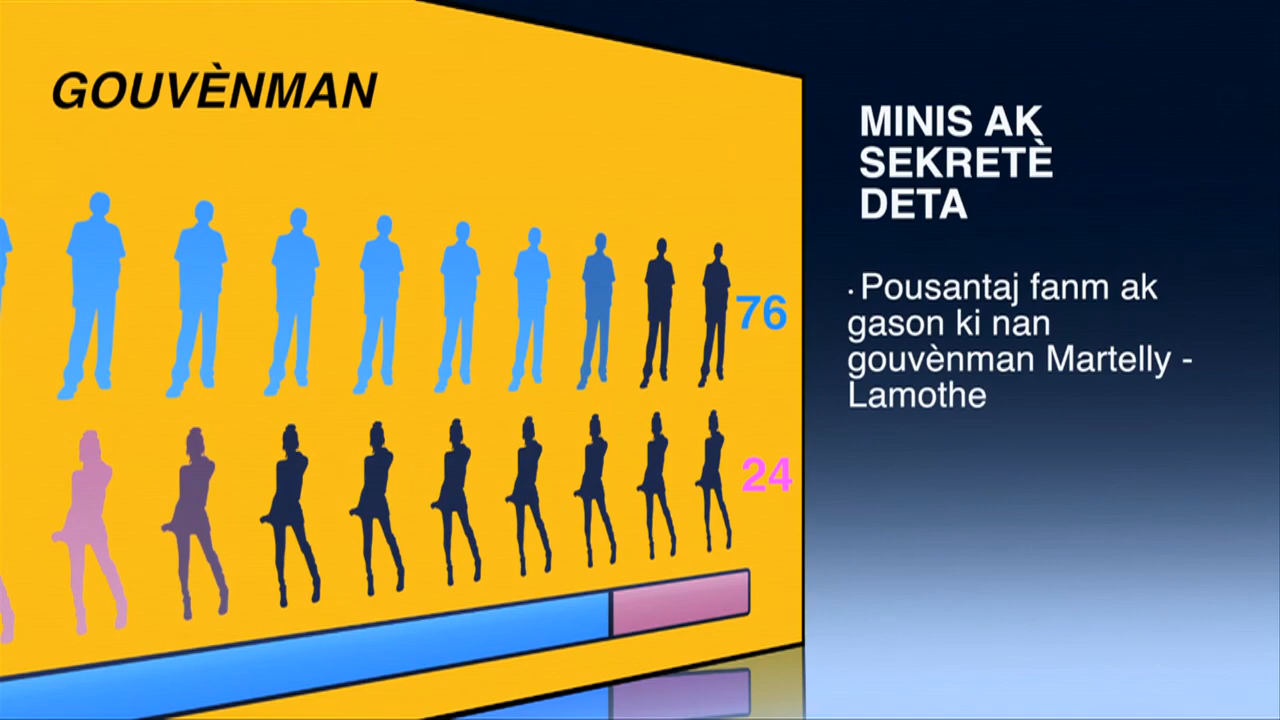 GOUVÈNMAN
76
24
MINIS AK
SEKRETÈ
DETA
· Pousantaj fanm ak
gason ki nan
gouvènman Martelly -
Lamothe